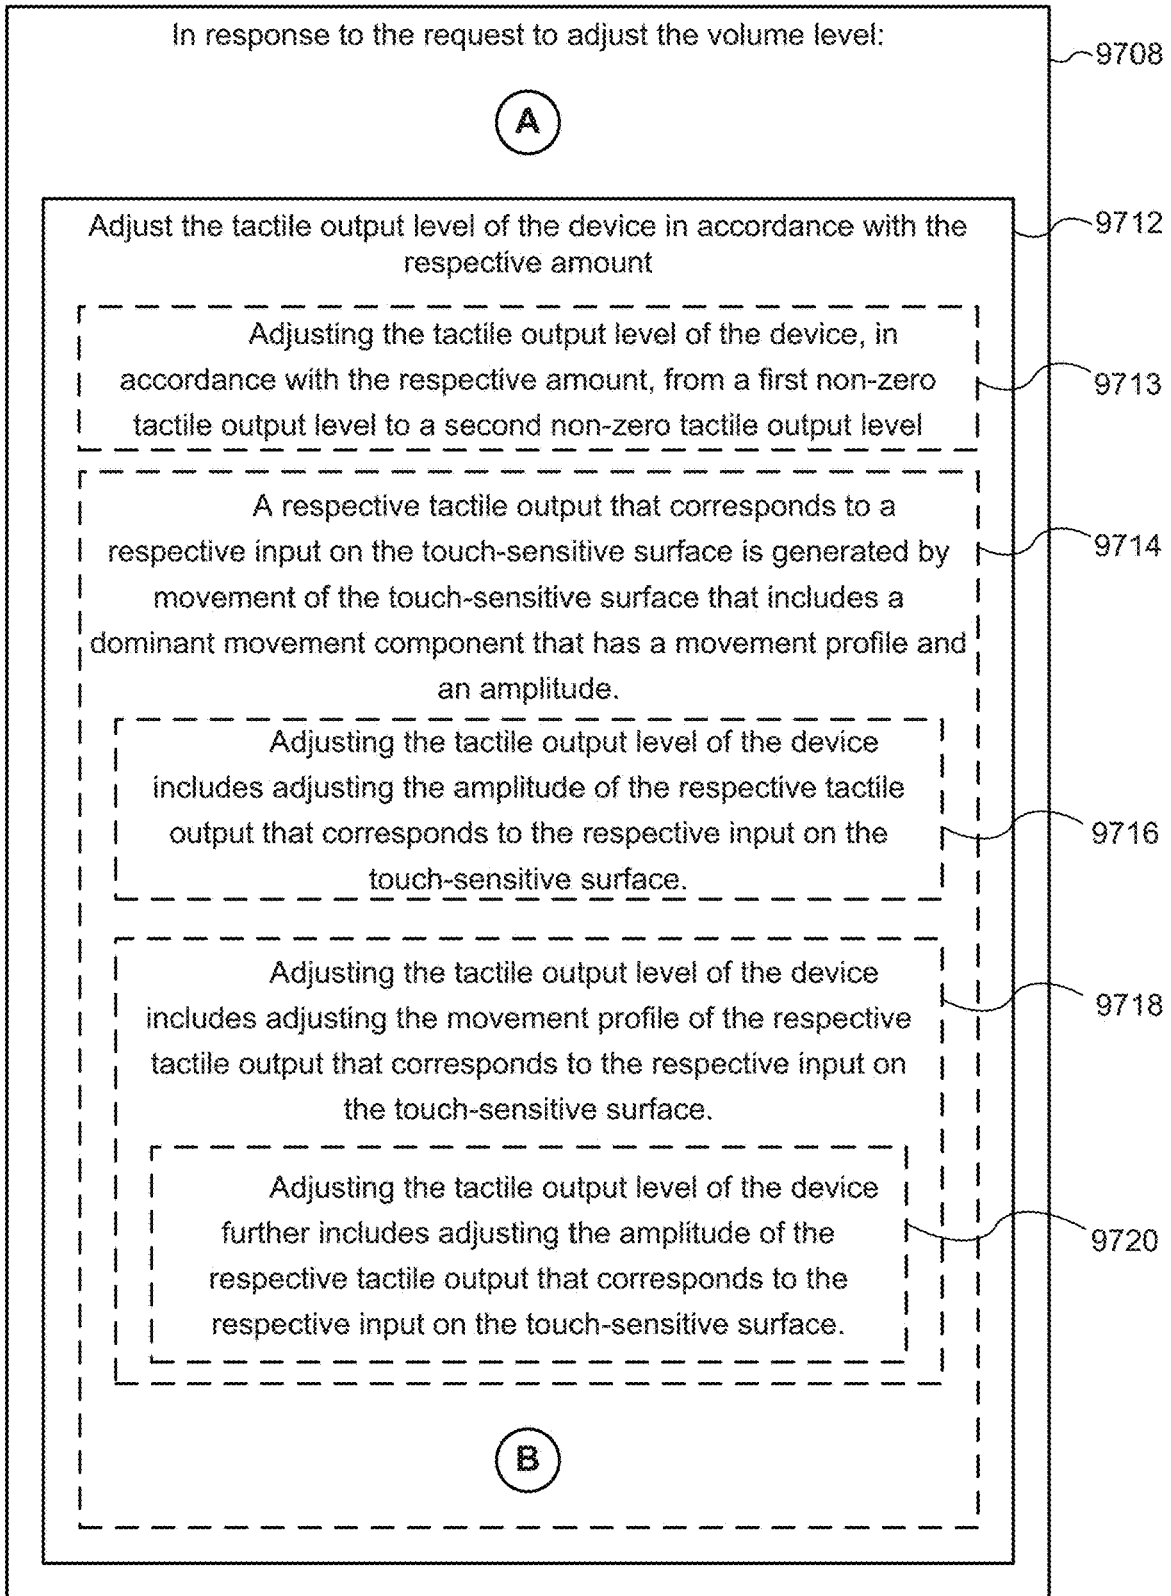 In response to the request to adjust the volume level:
9708
A
Adjust the tactile output level of the device in accordance with the
respective amount
9712
Adjusting the tactile output level of the device, in
accordance with the respective amount, from a first non-zero
tactile output level to a second non-zero tactile output level
9713
A respective tactile output that corresponds to a
respective input on the touch-sensitive surface is generated by
movement of the touch-sensitive surface that includes a
dominant movement component that has a movement profile and
an amplitude.
9714
Adjusting the tactile output level of the device
includes adjusting the amplitude of the respective tactile
output that corresponds to the respective input on the
touch-sensitive surface.
9716
Adjusting the tactile output level of the device
includes adjusting the movement profile of the respective
tactile output that corresponds to the respective input on
the touch-sensitive surface.
9718
Adjusting the tactile output level of the device
further includes adjusting the amplitude of the
respective tactile output that corresponds to the
respective input on the touch-sensitive surface.
9720
B